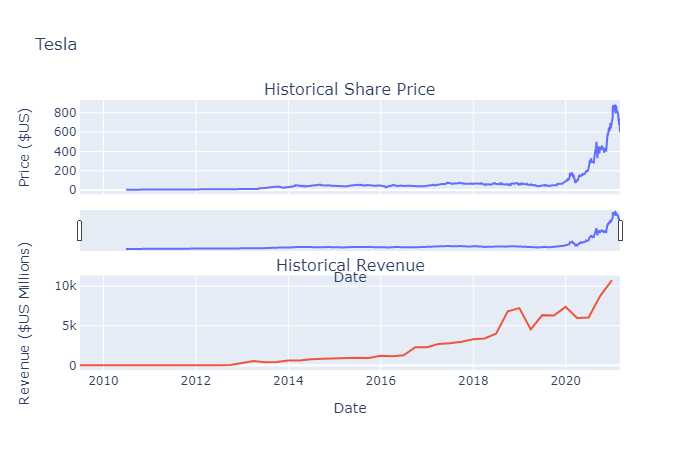 Tesla
Historical Share Price
Price ($US)
800
600
400
200
0
Historical Revenue
Date
Revenue ($US Millions)
10k
5k
0
2010 2012 2014 2016 2018 2020
Date